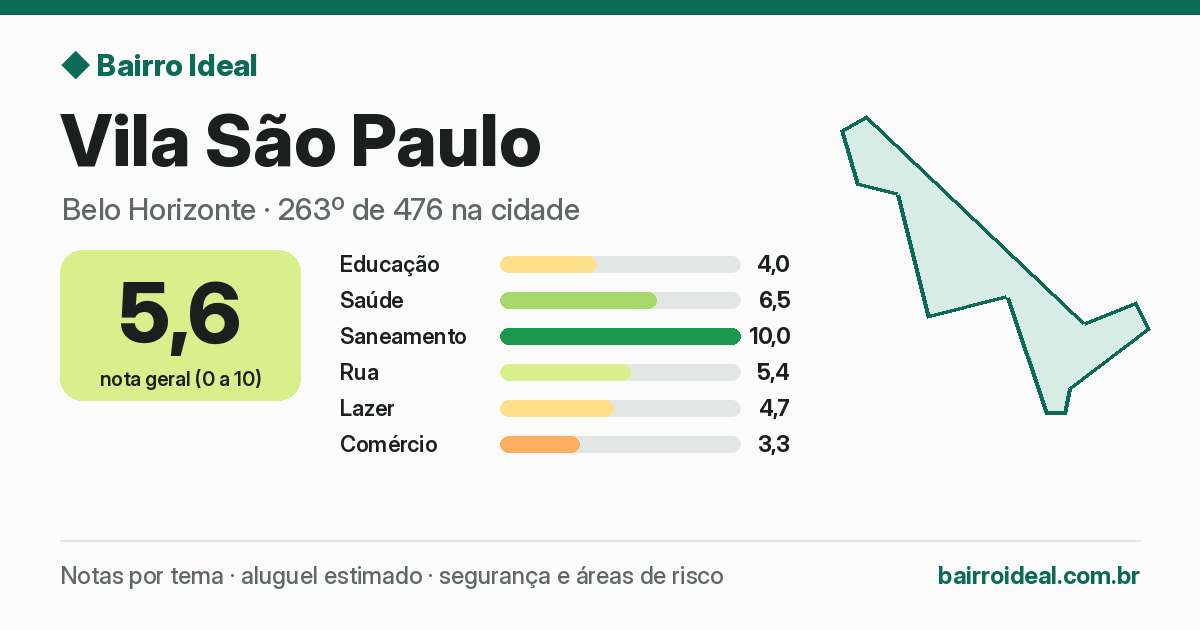 Bairro Ideal
Vila São Paulo
Belo Horizonte · 263º de 476 na cidade
5,6
nota geral (0 a 10)
Educação 4,0
Saúde 6,5
Saneamento 10,0
Rua 5,4
Lazer 4,7
Comércio 3,3
Notas por tema · aluguel estimado · segurança e áreas de risco
bairroideal.com.br